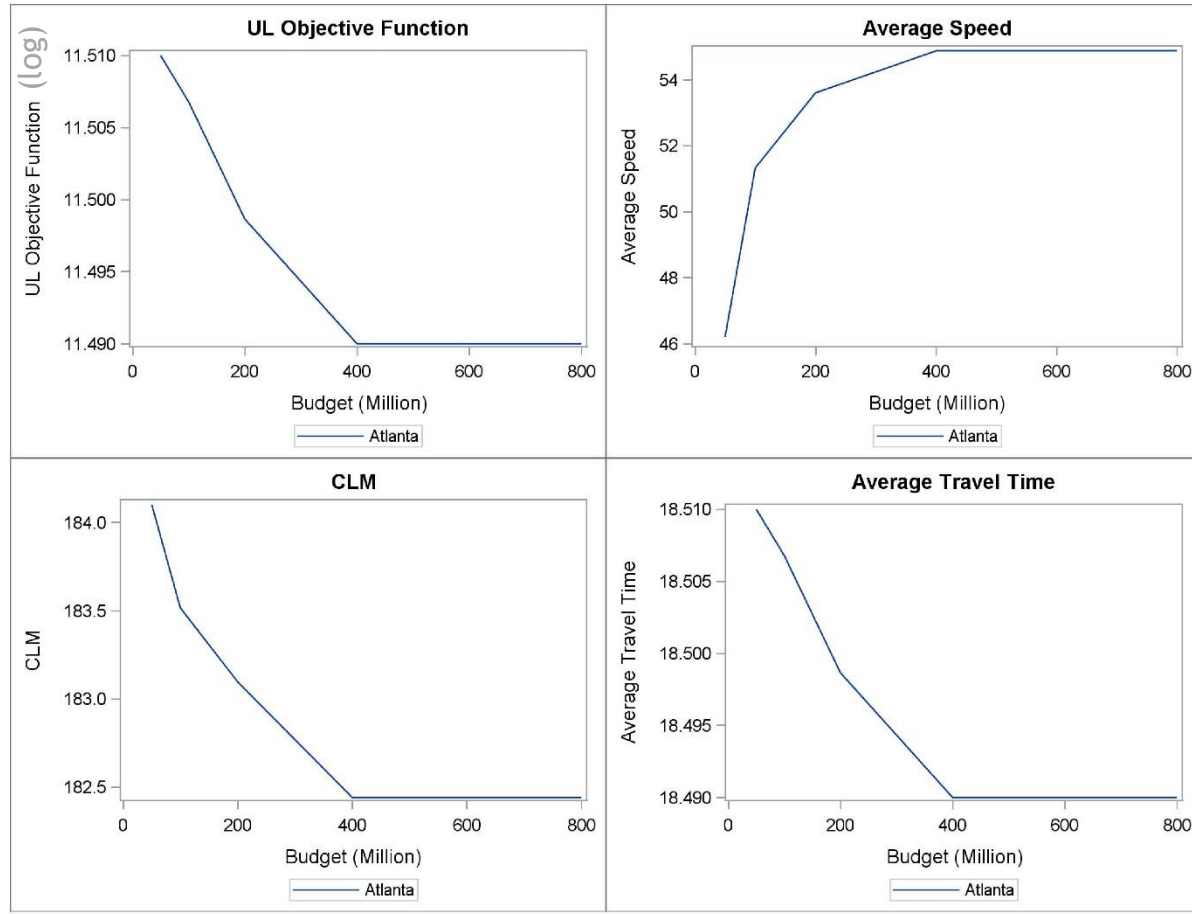 UL Objective Function
UL Objective Function (log)
11.510
11.505
11.500
11.495
11.490
0 200 400 600 800
Budget (Million)
Atlanta
Average Speed
Average Speed
54
52
50
48
46
0 200 400 600 800
Budget (Million)
Atlanta
CLM
CLM
184.0
183.5
183.0
182.5
0 200 400 600 800
Budget (Million)
Atlanta
Average Travel Time
Average Travel Time
18.510
18.505
18.500
18.495
18.490
0 200 400 600 800
Budget (Million)
Atlanta